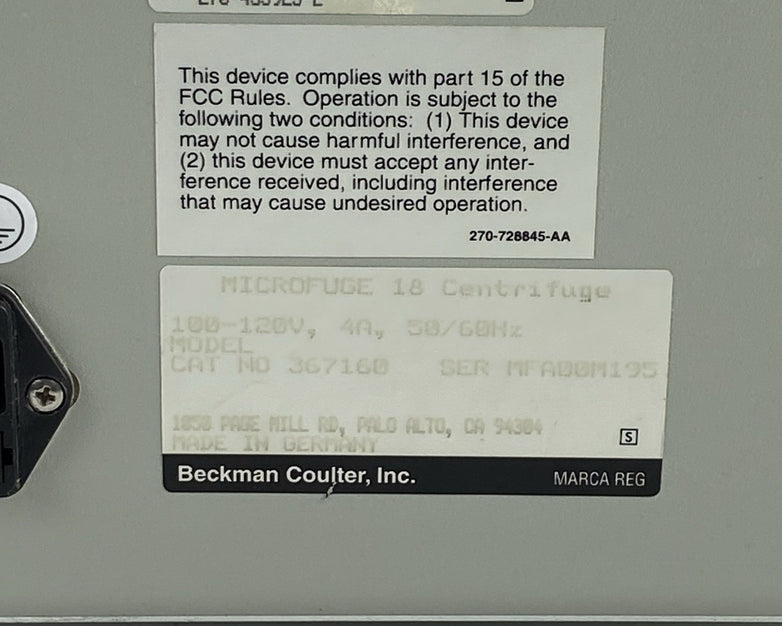 This device complies with part 15 of the
FCC Rules. Operation is subject to the
following two conditions: (1) This device
may not cause harmful interference, and
(2) this device must accept any inter-
ference received, including interference
that may cause undesired operation.
270-728845-AA
MICROFUGE 18 Centrifuge
100-120V, 4A, 50/60Hz
MODEL
CAT NO 367160 SER MFA00M195
1050 PAGE MILL RD, PALO ALTO, CA 94304
MADE IN GERMANY
S
Beckman Coulter, Inc. MARCA REG